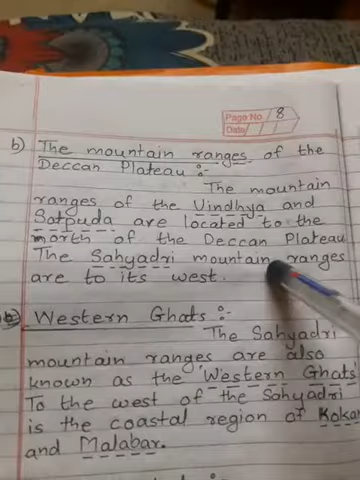 Page No. 8
Date
b) The mountain ranges of the
Deccan Plateau :-
The mountain
ranges of the Vindhya and
Satpuda are located to the
north of the Deccan Plateau
The Sahyadri mountain ranges
are to its west.
Western Ghats :-
The Sahyadri
mountain ranges are also
known as the 'Western Ghats'
To the west of the Sahyadri
is the coastal region of Kokan
and Malabar.